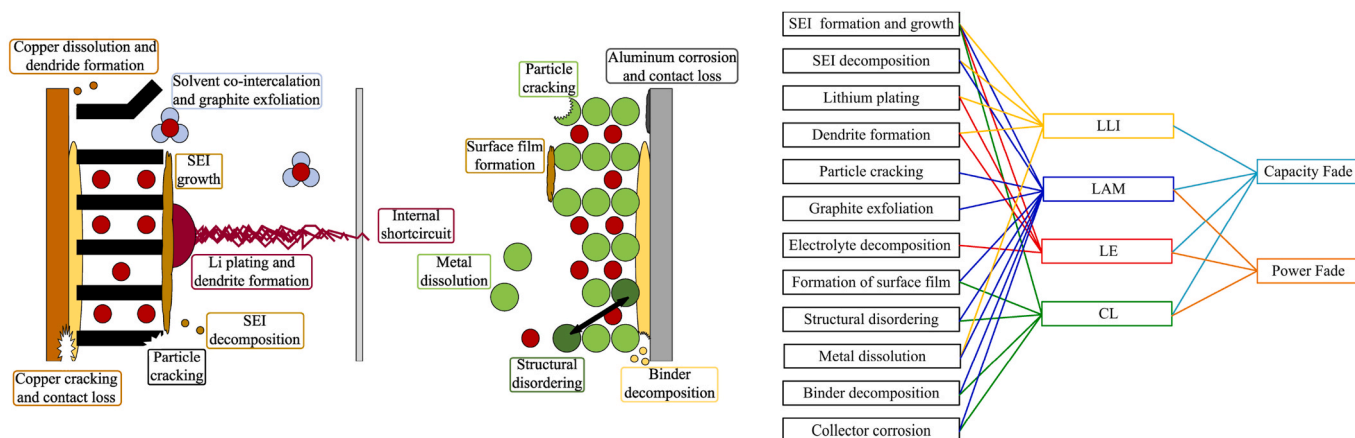 Copper dissolution and
dendride formation
Solvent co-intercalation
and graphite exfoliation
SEI
growth
Internal
shortcircuit
Li plating and
dendrite formation
SEI
decomposition
Particle
cracking
Copper cracking
and contact loss
Aluminum corrosion
and contact loss
Particle
cracking
Surface film
formation
Metal
dissolution
Structural
disordering
Binder
decomposition
SEI formation and growth
SEI decomposition
Lithium plating
Dendrite formation
Particle cracking
Graphite exfoliation
Electrolyte decomposition
Formation of surface film
Structural disordering
Metal dissolution
Binder decomposition
Collector corrosion
LLI
LAM
LE
CL
Capacity Fade
Power Fade